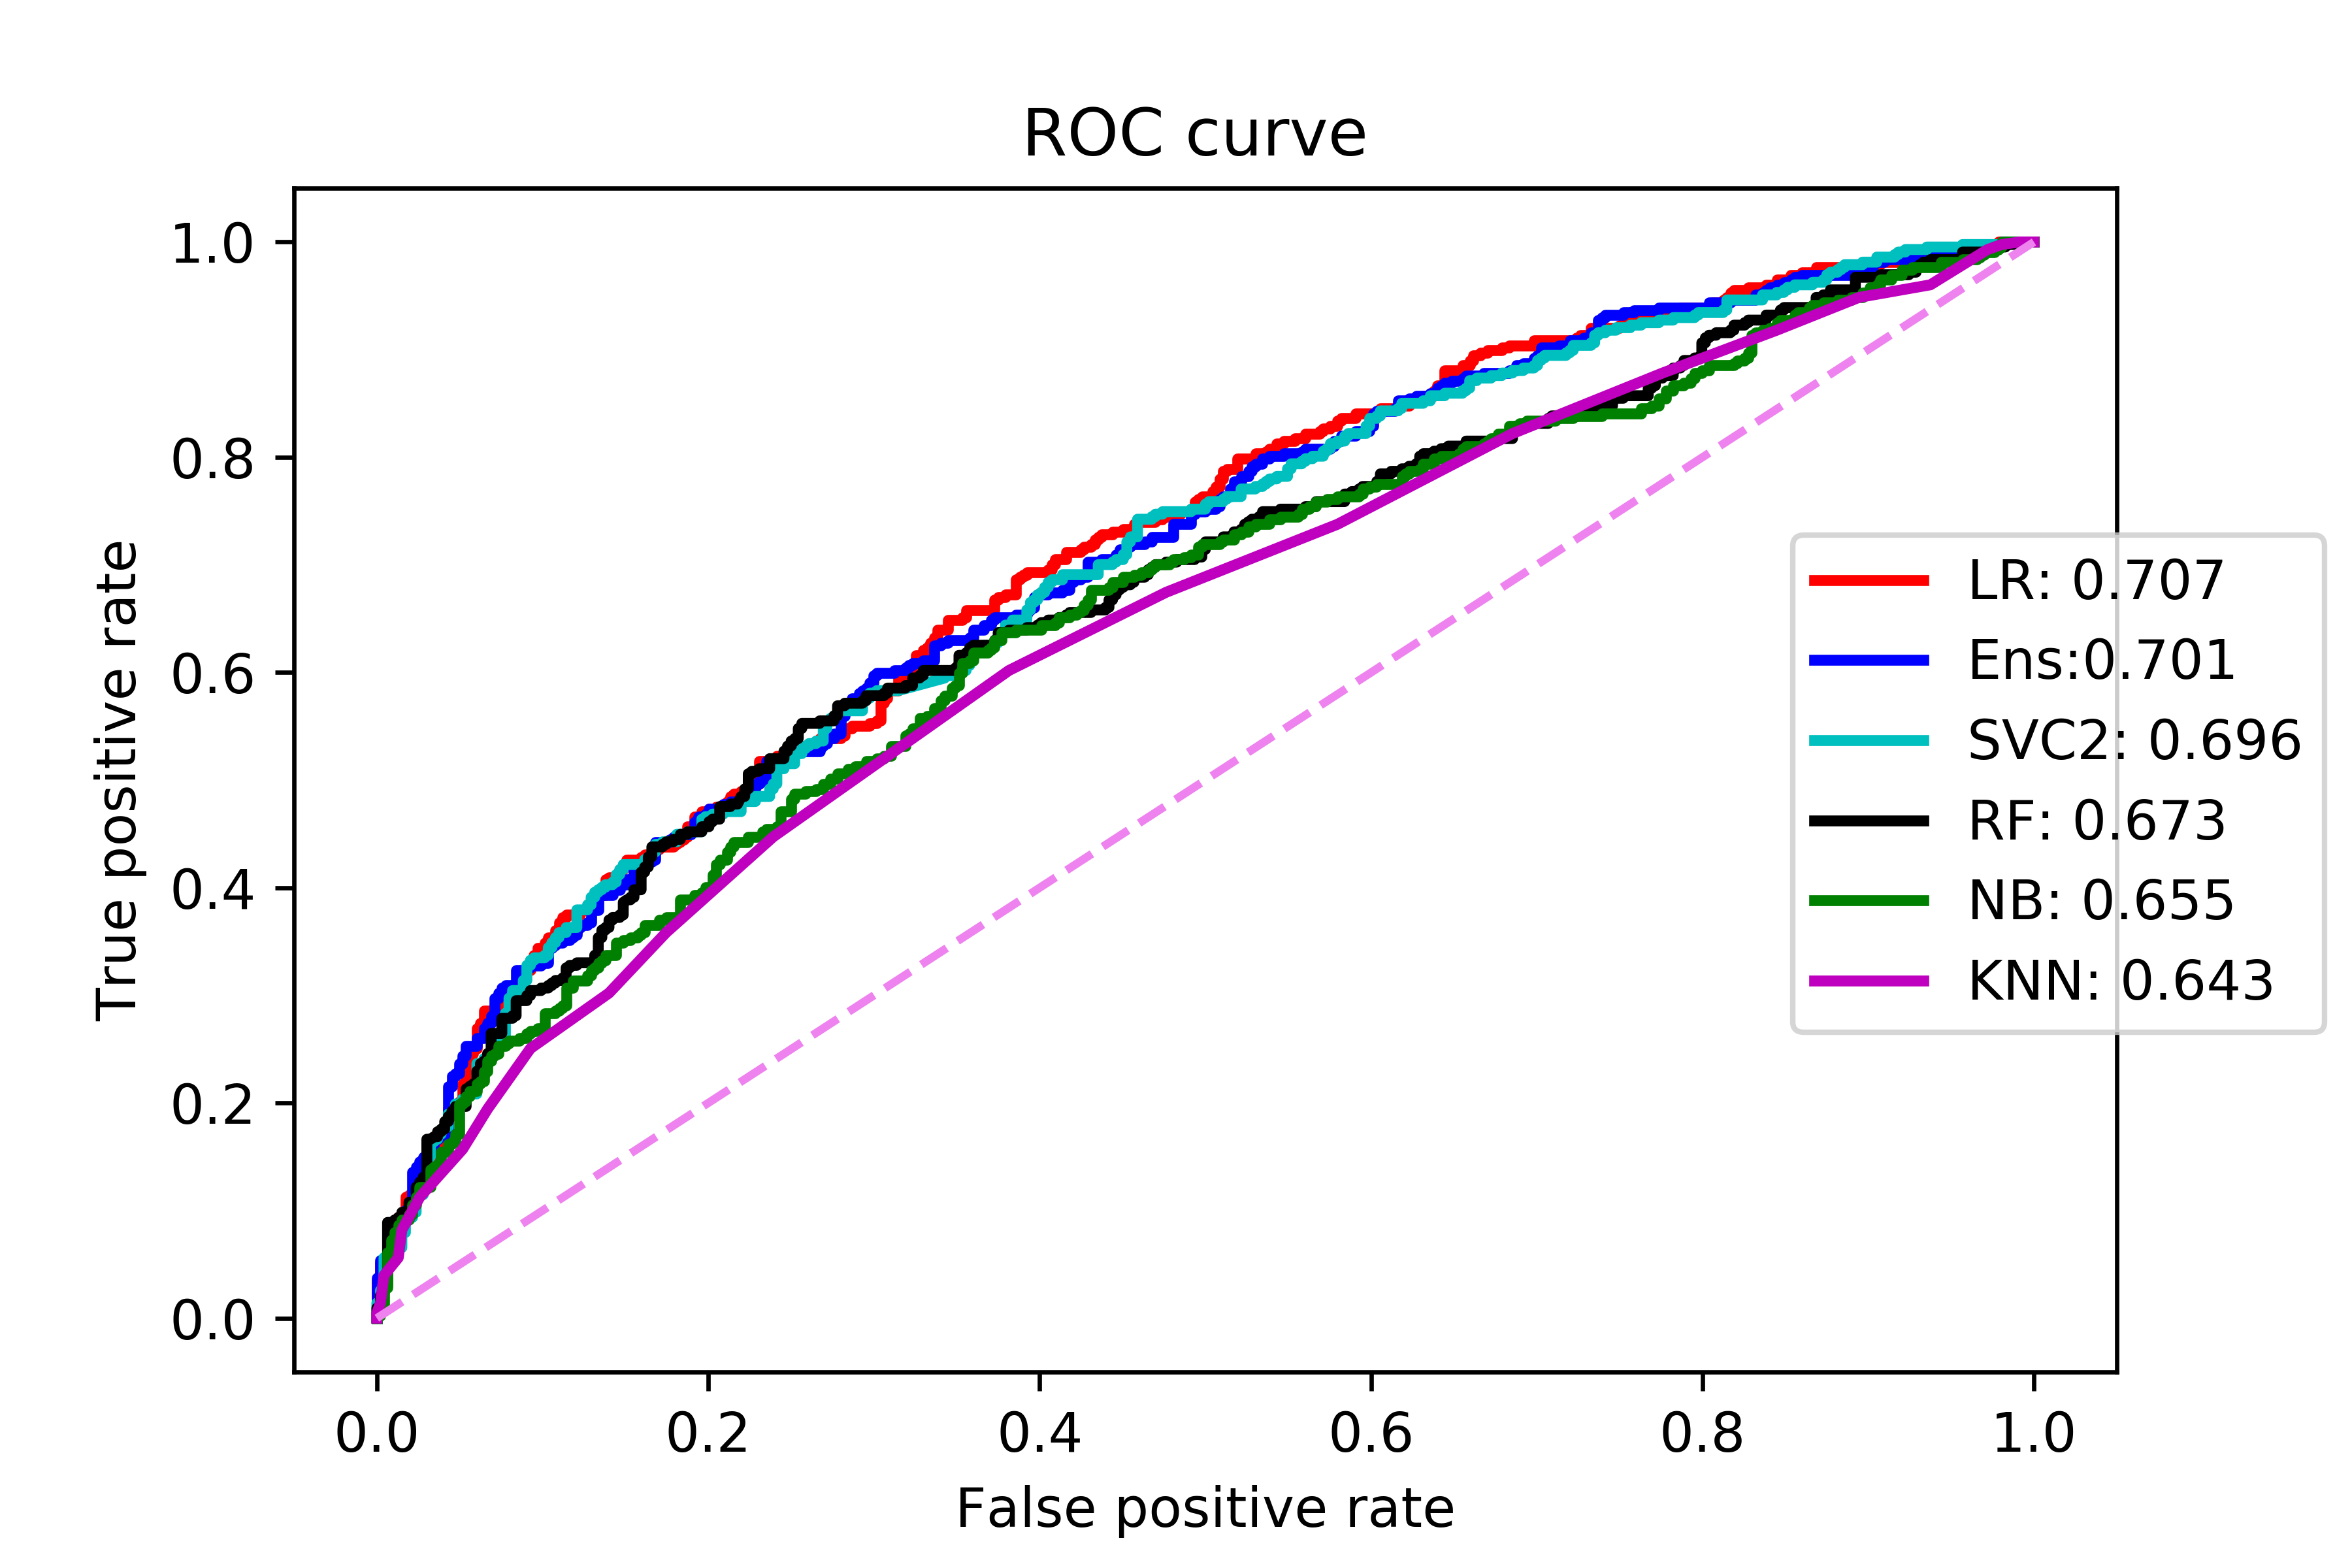 ROC curve
True positive rate
1.0
0.8
0.6
0.4
0.2
0.0
LR: 0.707
Ens:0.701
SVC2: 0.696
RF: 0.673
NB: 0.655
KNN: 0.643
0.0 0.2 0.4 0.6 0.8 1.0
False positive rate